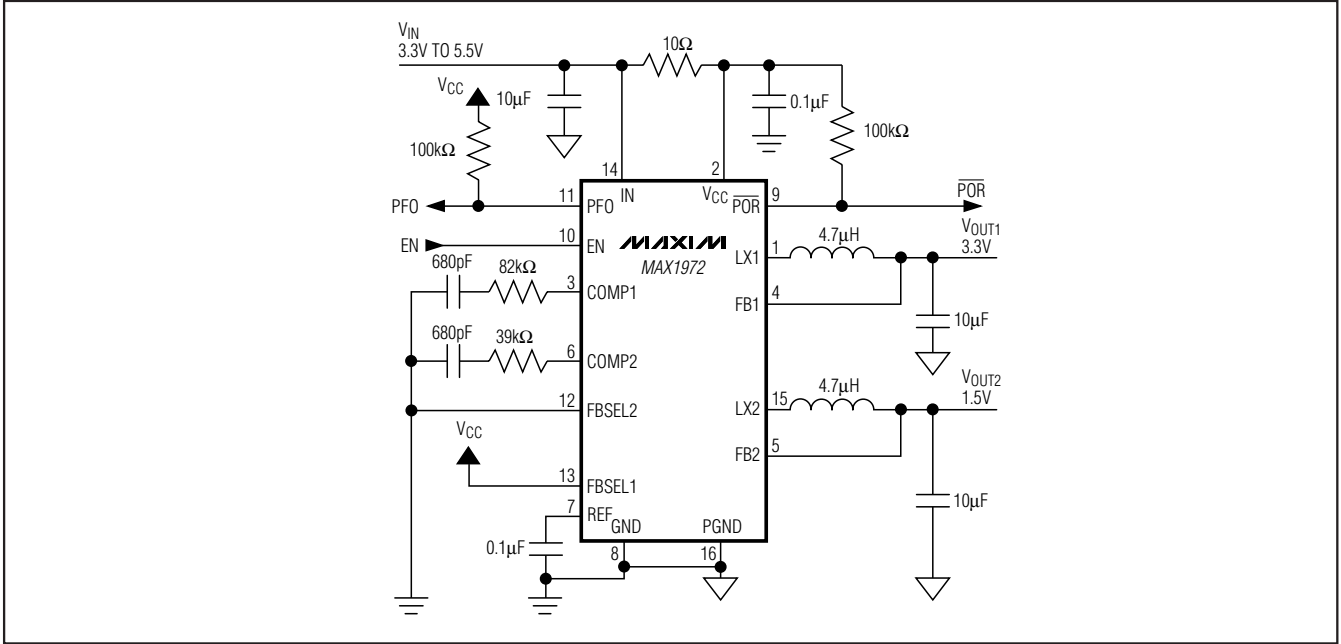 VIN
3.3V TO 5.5V
10Ω
VCC
10µF
0.1µF
100kΩ
100kΩ
14
2
IN
VCC
PFO
11
PFO
POR
9
POR
EN
10
EN
MAXIM
MAX1972
LX1
1
4.7µH
VOUT1
3.3V
680pF
82kΩ
3
COMP1
FB1
4
10µF
680pF
39kΩ
6
COMP2
LX2
15
4.7µH
VOUT2
1.5V
12
FBSEL2
VCC
FB2
5
13
FBSEL1
10µF
7
REF
GND
PGND
0.1µF
8
16